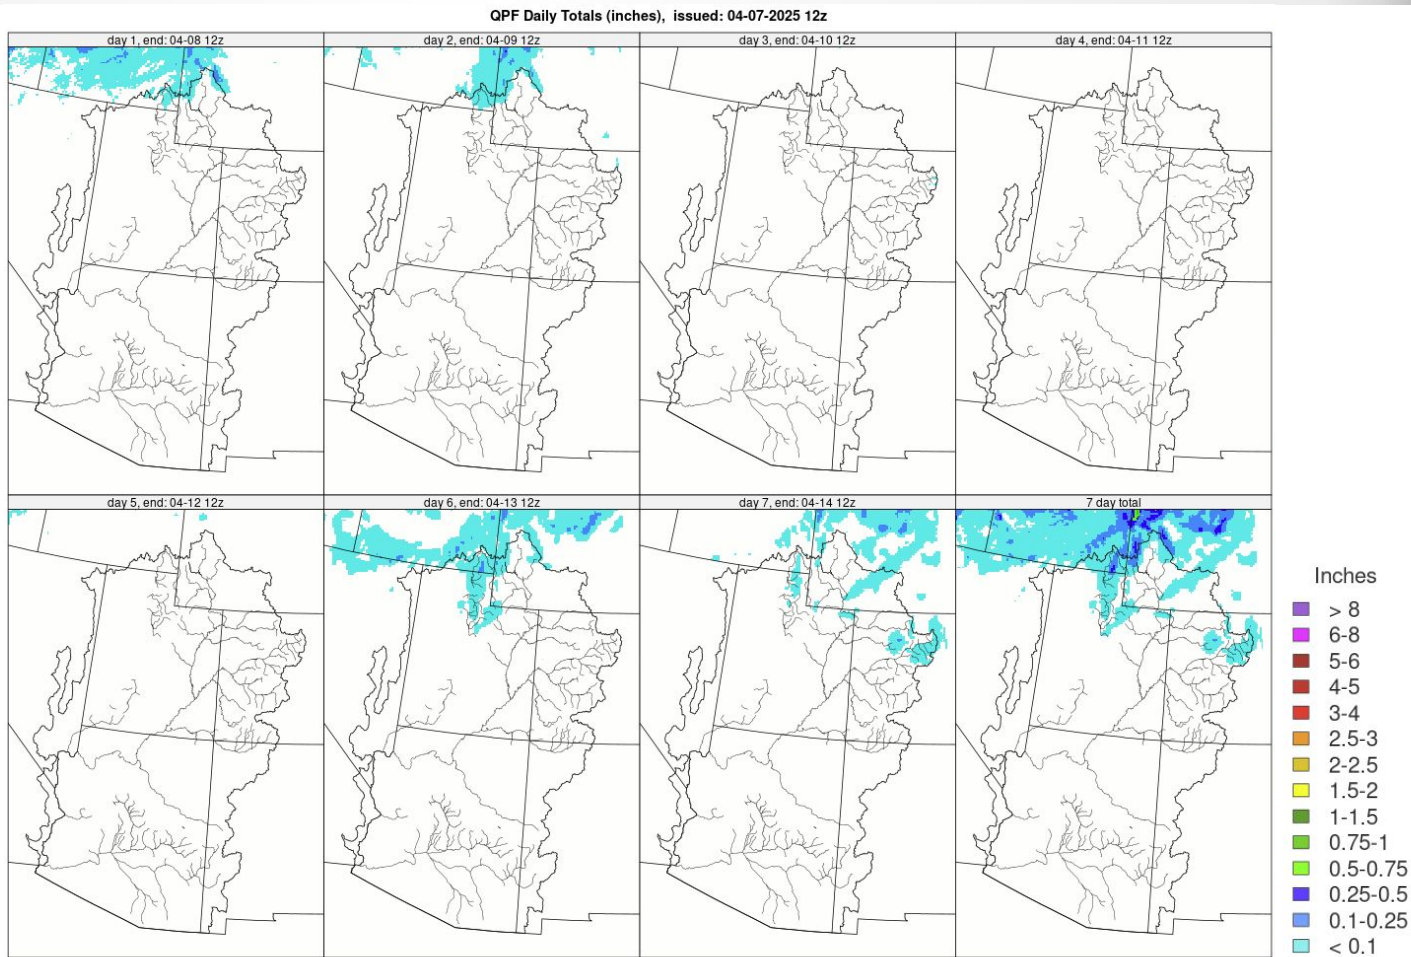 QPF Daily Totals (inches), issued: 04-07-2025 12z
day 1, end: 04-08 12z
day 2, end: 04-09 12z
day 3, end: 04-10 12z
day 4, end: 04-11 12z
day 5, end: 04-12 12z
day 6, end: 04-13 12z
day 7, end: 04-14 12z
7 day total
Inches
> 8
6-8
5-6
4-5
3-4
2.5-3
2-2.5
1.5-2
1-1.5
0.75-1
0.5-0.75
0.25-0.5
0.1-0.25
< 0.1